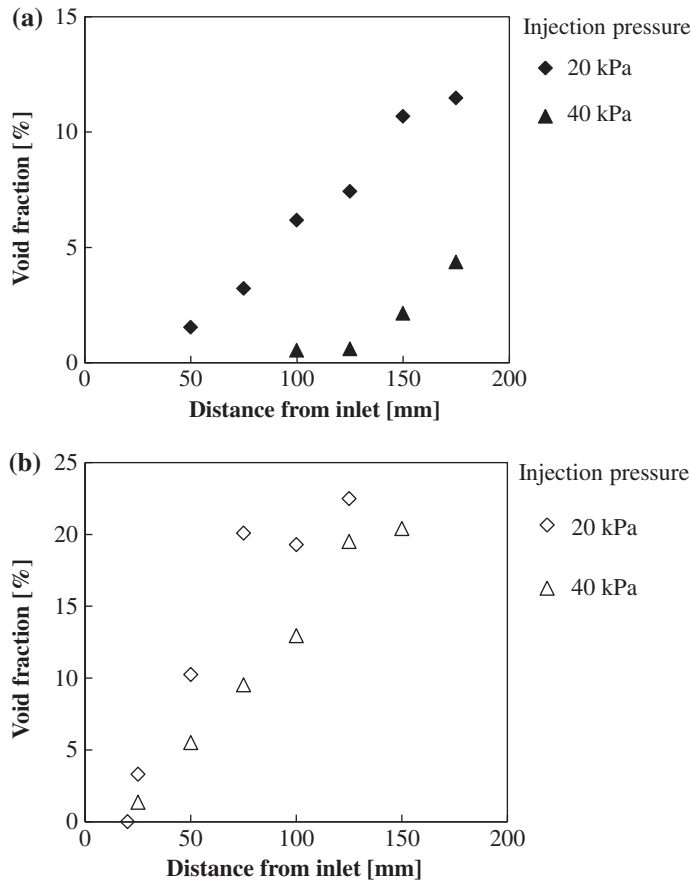 (a)
Injection pressure
20 kPa
40 kPa
Void fraction [%]
15
10
5
0
0 50 100 150 200
Distance from inlet [mm]
(b)
Injection pressure
20 kPa
40 kPa
Void fraction [%]
25
20
15
10
5
0
0 50 100 150 200
Distance from inlet [mm]